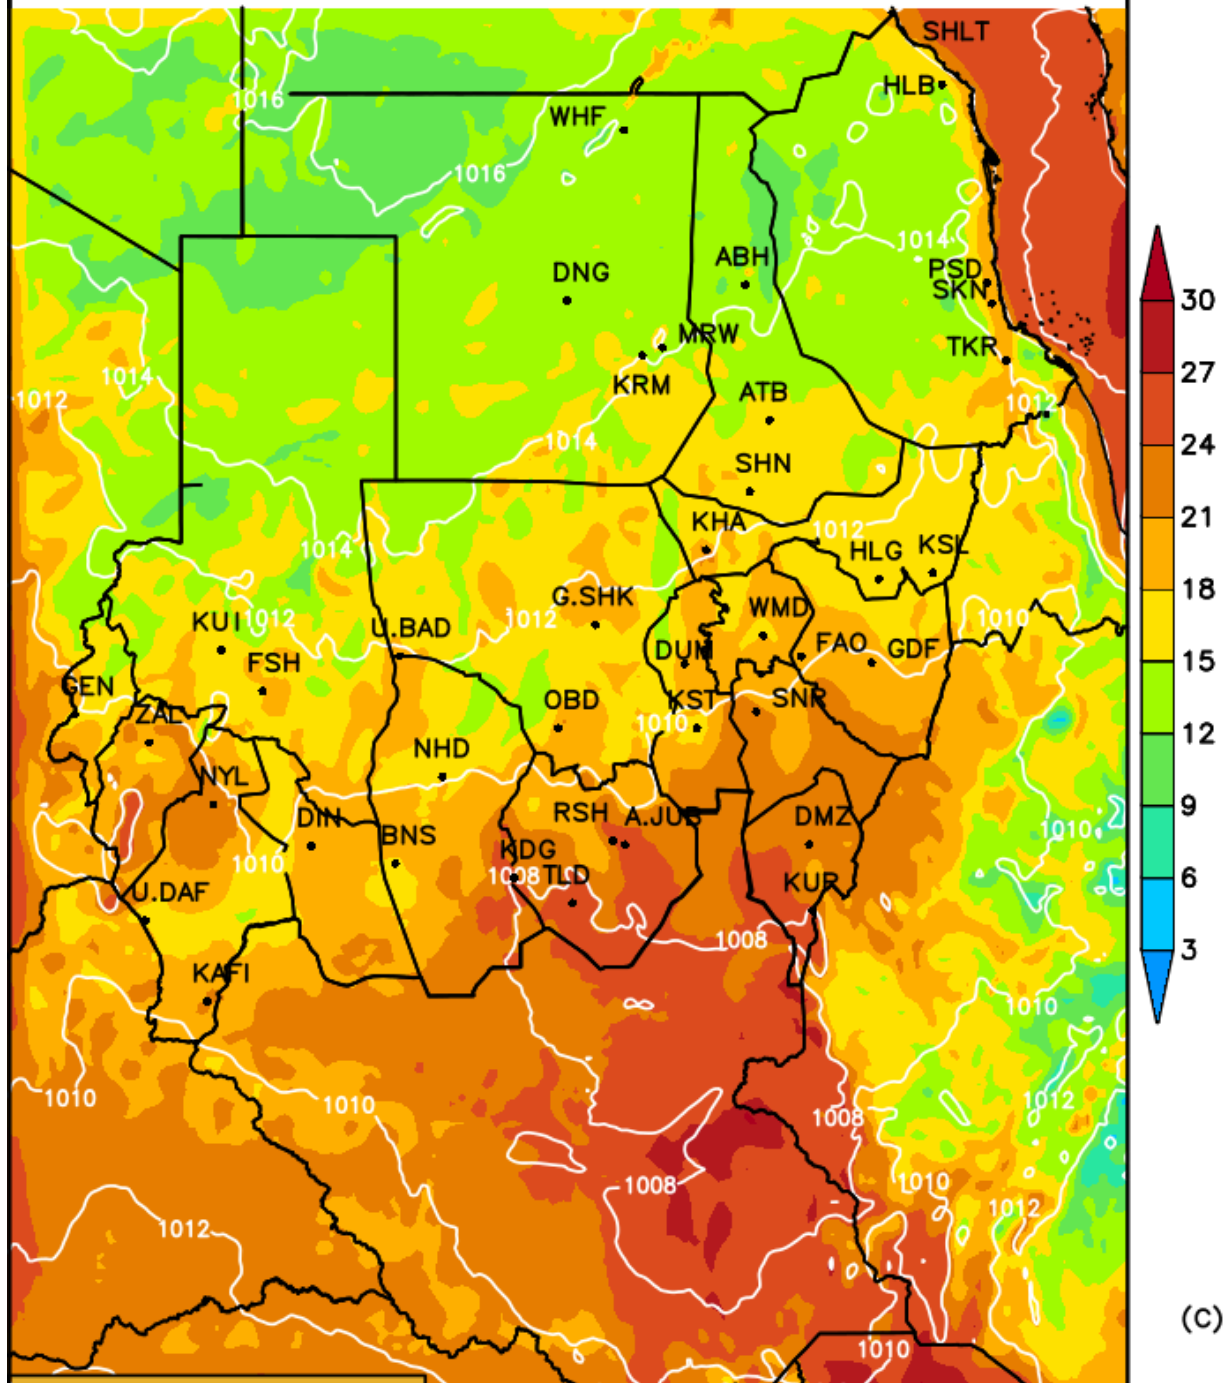 SHLT
HLB
1016
WHF
1016
1014
ABH
DNG
PSD
SKN
MRW
TKR
1014
KRM
1012
ATB
1012
1014
SHN
KHA
1012
HLG
KSL
1014
G.SHK
WMD
KUI
1012
U.BAD
1012
1010
DUM
FAO
GDF
FSH
GEN
ZAL
OBD
KST
SNR
1010
NHD
NYL
DIN
BNS
RSH
A.JUB
DMZ
1010
KDG
1010
1008
TLD
KUR
U.DAF
1008
KAFI
1010
1010
1010
1012
1008
1008
1010
1012
1012
1010
30
27
24
21
18
15
12
9
6
3
(C)